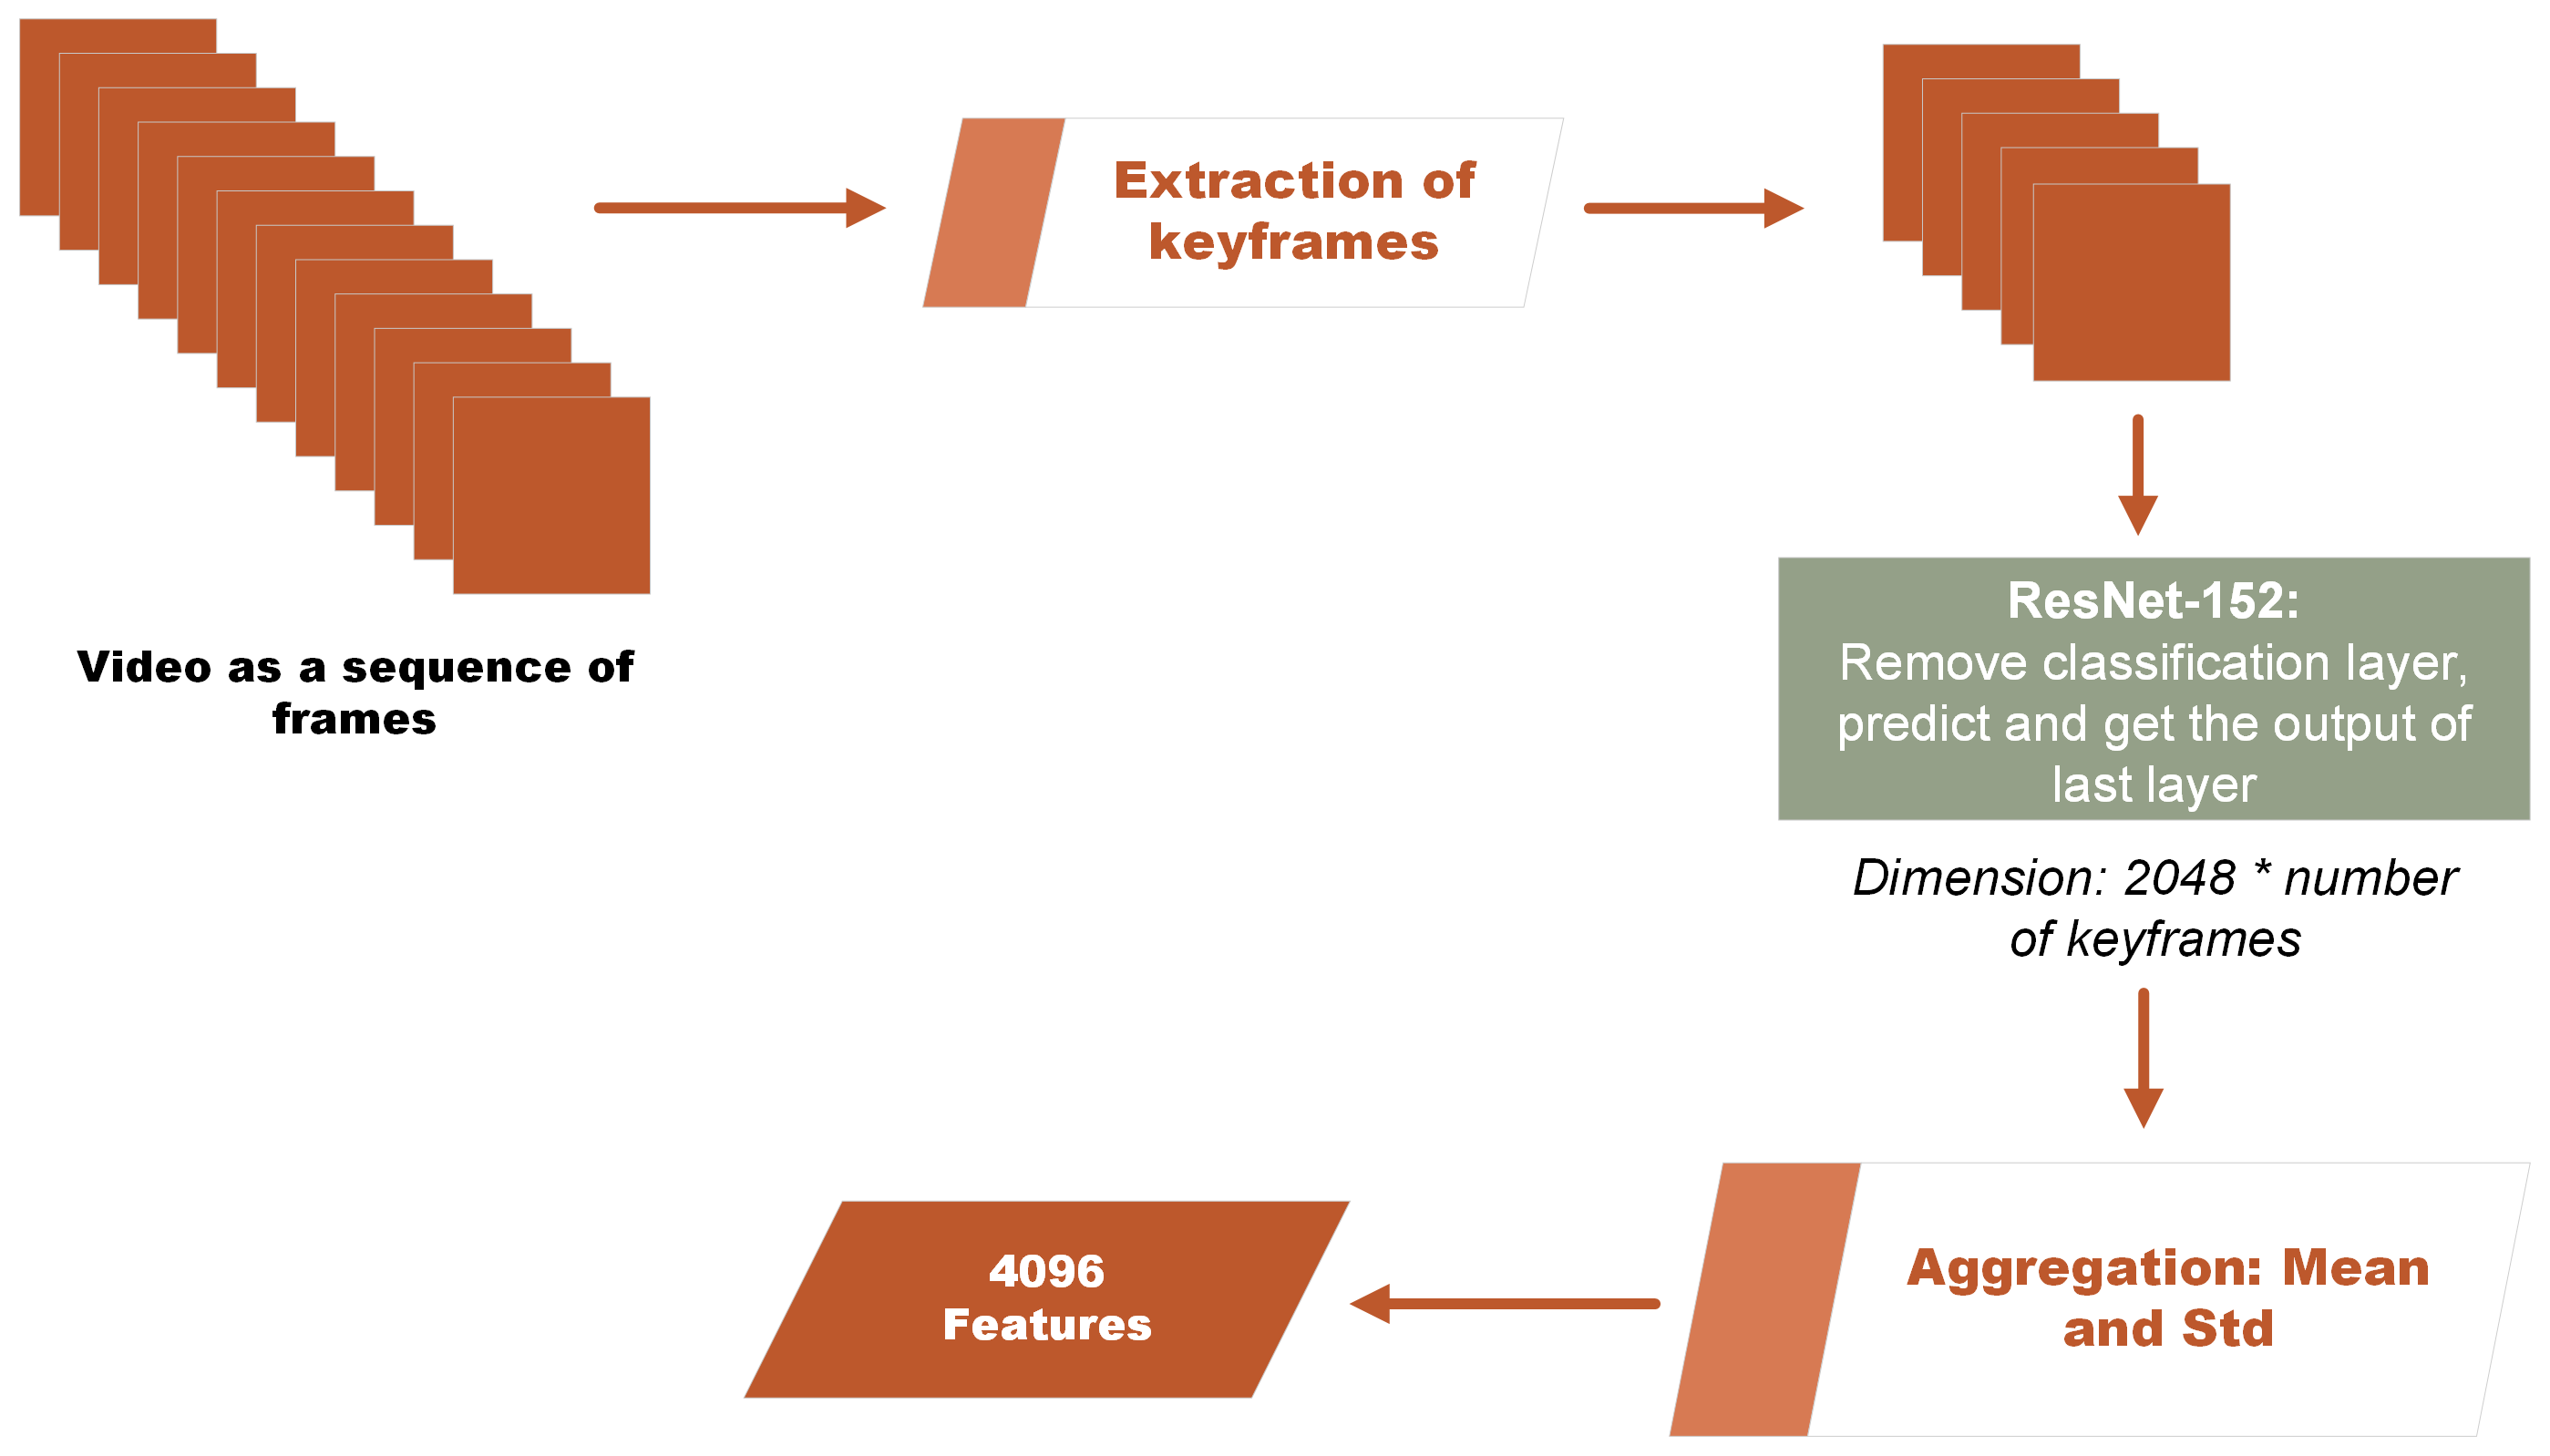 Extraction of
keyframes
Video as a sequence of
frames
ResNet-152:
Remove classification layer,
predict and get the output of
last layer
Dimension: 2048 * number
of keyframes
Aggregation: Mean
and Std
4096
Features